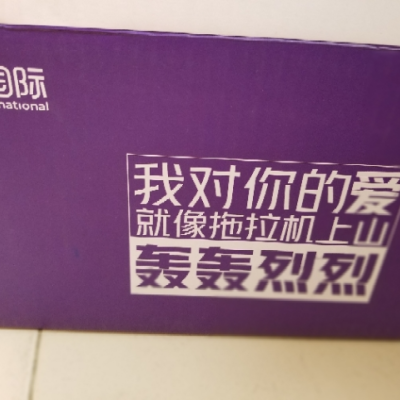 国际
national
我对你的爱
就像拖拉机上山
轰轰烈烈